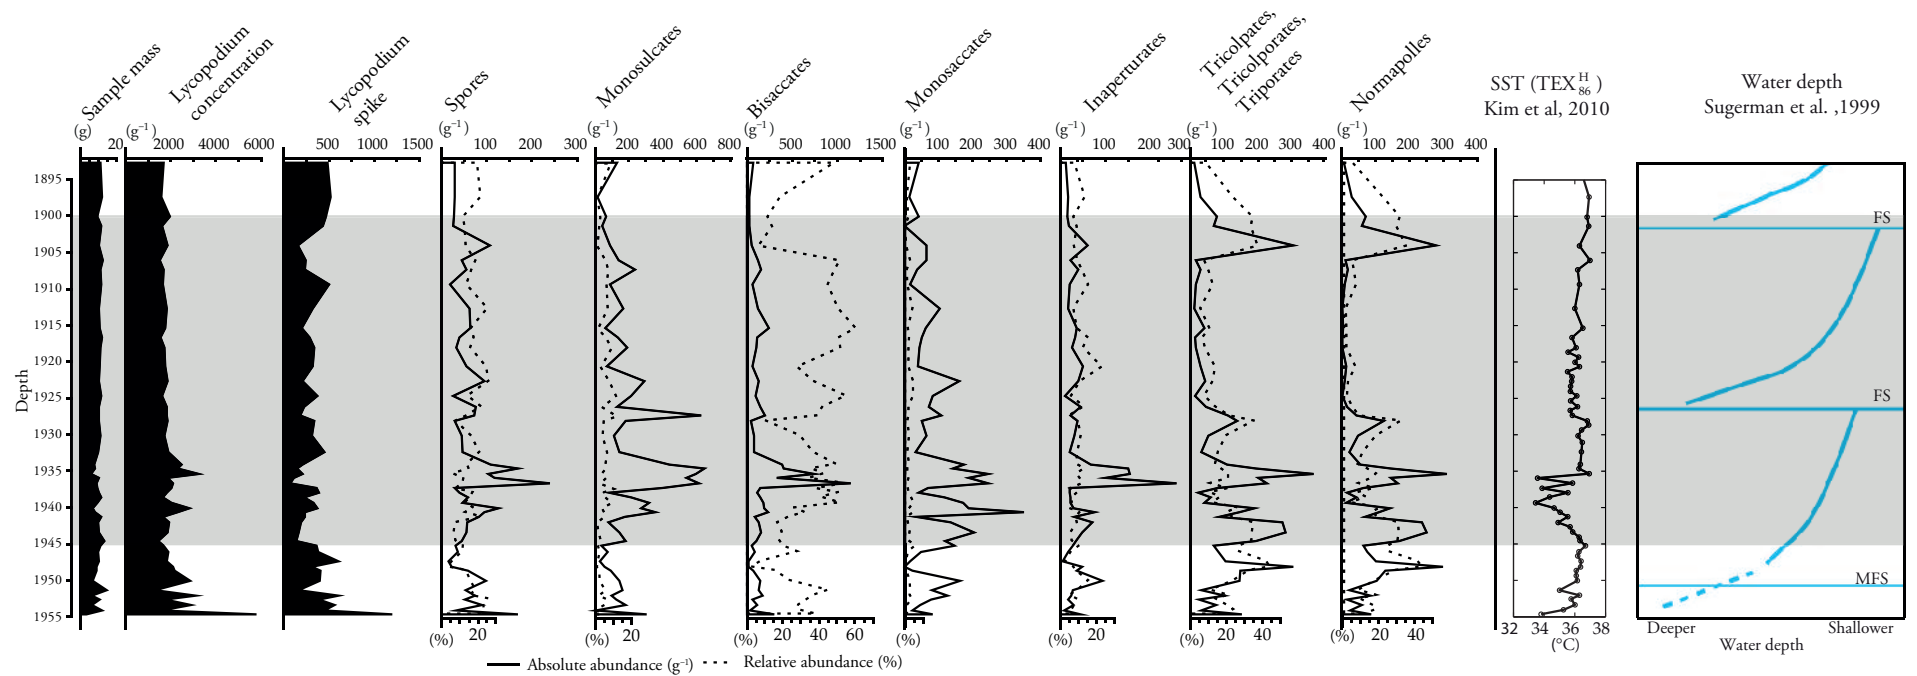 Sample mass
Lycopodium
concentration
Lycopodium
spike
Spores
Monosulcates
Bisaccates
Monosaccates
Inaperturates
Tricolpates,
Tricolporates,
Triporates
Normapolles
SST (TEX H 86 )
Kim et al, 2010
Water depth
Sugerman et al. ,1999
(g) (g⁻¹) (g⁻¹) (g⁻¹) (g⁻¹) (g⁻¹) (g⁻¹) (g⁻¹) (g⁻¹)
20 2000 4000 6000 500 1000 1500 100 200 300 200 400 600 800 500 1000 1500 100 200 300 400 100 200 300 100 200 300 400 100 200 300 400
Depth
1895
1900
1905
1910
1915
1920
1925
1930
1935
1940
1945
1950
1955
FS
FS
MFS
(%) 20 (%) 20 (%) 20 40 60 (%) (%) 20 (%) 20 40 (%) 20 40
32 34 36 38
(°C)
Deeper Shallower
Water depth
Absolute abundance (g⁻¹) Relative abundance (%)